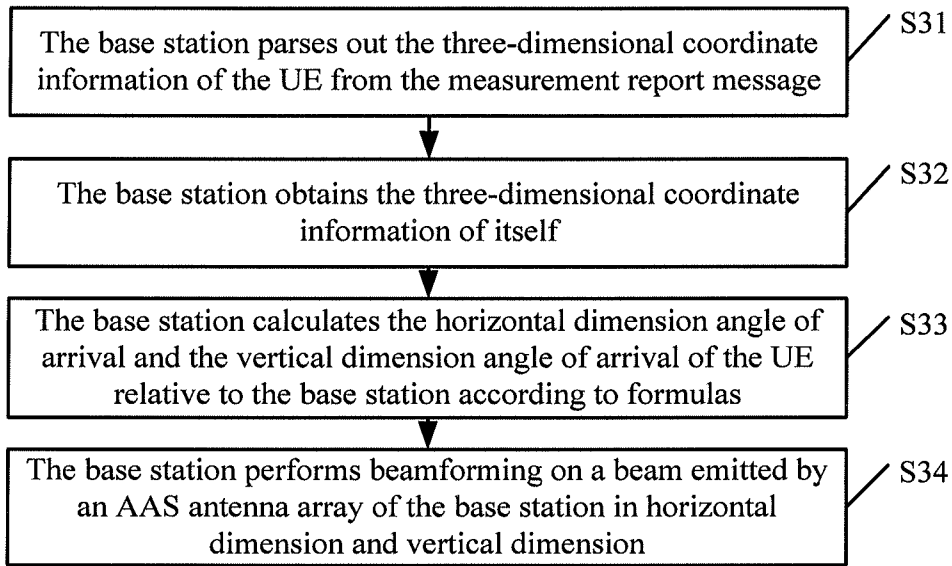 The base station parses out the three-dimensional coordinate
information of the UE from the measurement report message
S31
The base station obtains the three-dimensional coordinate
information of itself
S32
The base station calculates the horizontal dimension angle of
arrival and the vertical dimension angle of arrival of the UE
relative to the base station according to formulas
S33
The base station performs beamforming on a beam emitted by
an AAS antenna array of the base station in horizontal
dimension and vertical dimension
S34